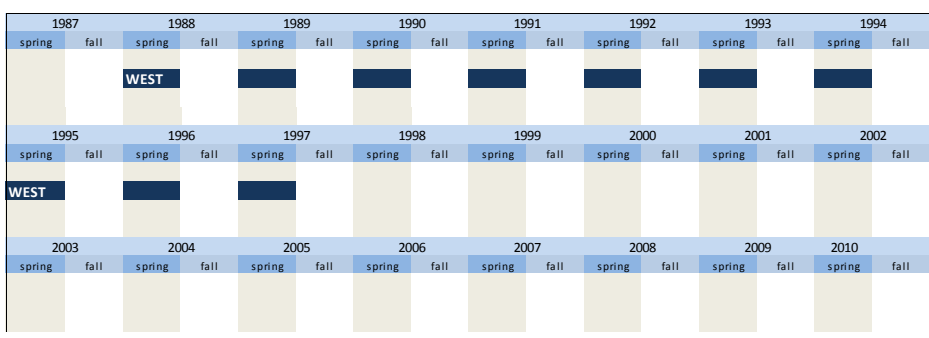 1987 1988 1989 1990 1991 1992 1993 1994
spring fall spring fall spring fall spring fall spring fall spring fall spring fall spring fall
WEST
1995 1996 1997 1998 1999 2000 2001 2002
spring fall spring fall spring fall spring fall spring fall spring fall spring fall spring fall
WEST
2003 2004 2005 2006 2007 2008 2009 2010
spring fall spring fall spring fall spring fall spring fall spring fall spring fall spring fall